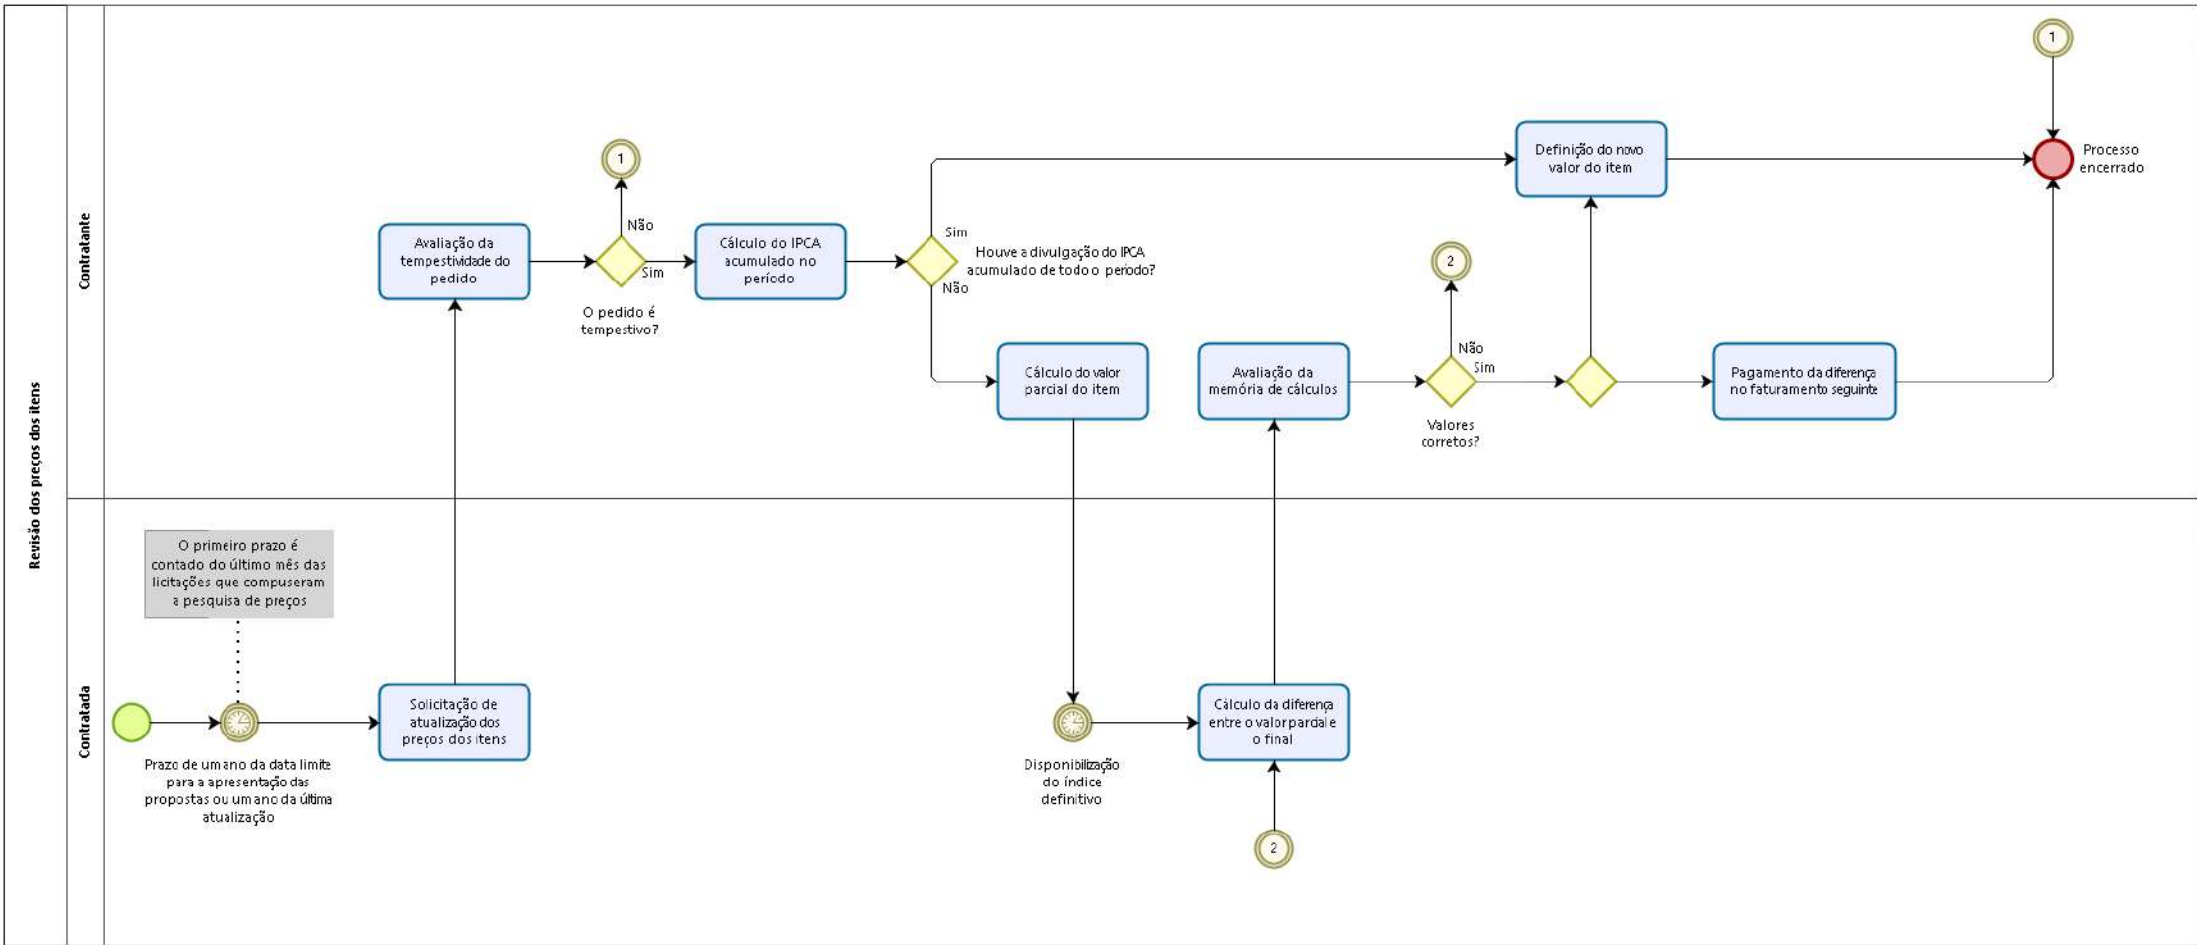 Revisão dos preços dos itens
Contratante
1
Processo
encerrado
Definição do novo
valor do item
1
Não
Sim
O pedido é
tempestivo?
Avaliação da
tempestividade do
pedido
Cálculo do IPCA
acumulado no
período
Sim
Houve a divulgação do IPCA
acumulado de todo o periodo?
Não
2
Não
Sim
Valores
corretos?
Cálculo do valor
parcial do item
Avaliação da
memória de cálculos
Pagamento da diferença
no faturamento seguinte
Contratada
O primeiro prazo é
contado do último mês das
licitações que compuseram
a pesquisa de preços
Prazo de um ano da data limite
para a apresentação das
propostas ou um ano da última
atualização
Solicitação de
atualização dos
preços dos itens
Disponibilização
do índice
definitivo
Cálculo da diferença
entre o valor parcial e
o final
2